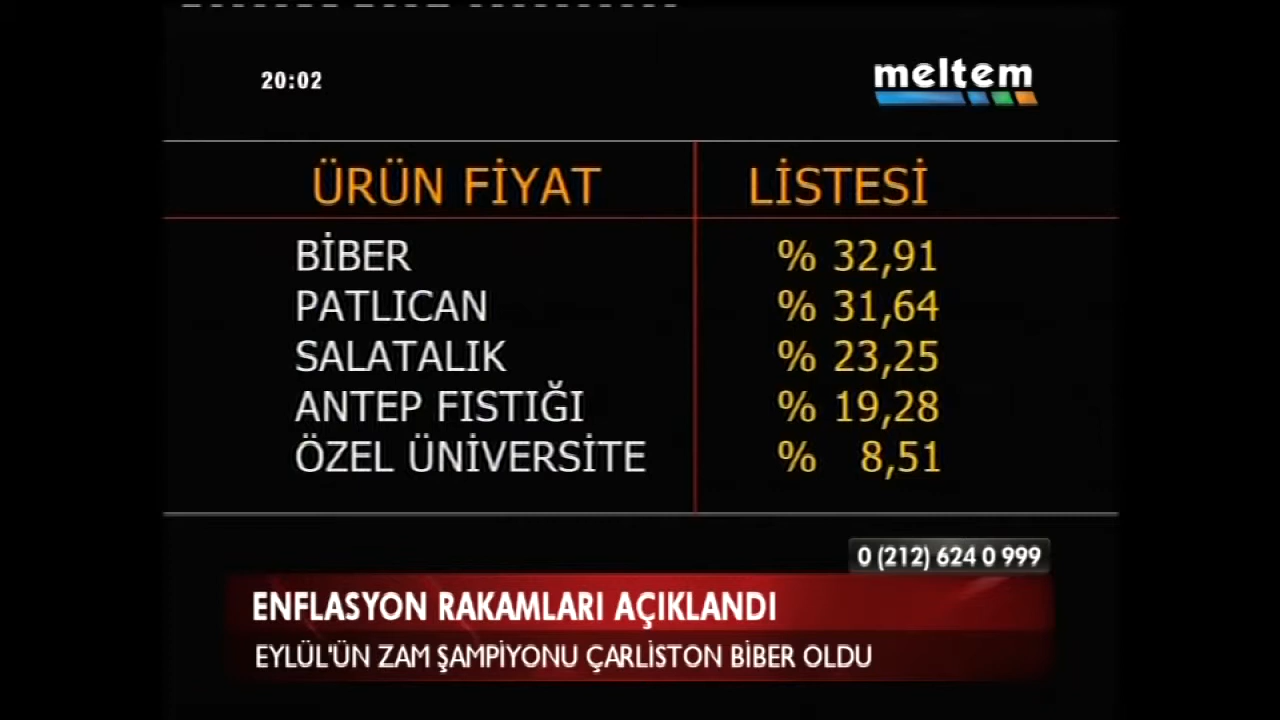 20:02
meltem
ÜRÜN FİYAT LİSTESİ
BİBER % 32,91
PATLICAN % 31,64
SALATALIK % 23,25
ANTEP FISTIĞI % 19,28
ÖZEL ÜNİVERSİTE % 8,51
0 (212) 624 0 999
ENFLASYON RAKAMLARI AÇIKLANDI
EYLÜL'ÜN ZAM ŞAMPİYONU ÇARLİSTON BİBER OLDU